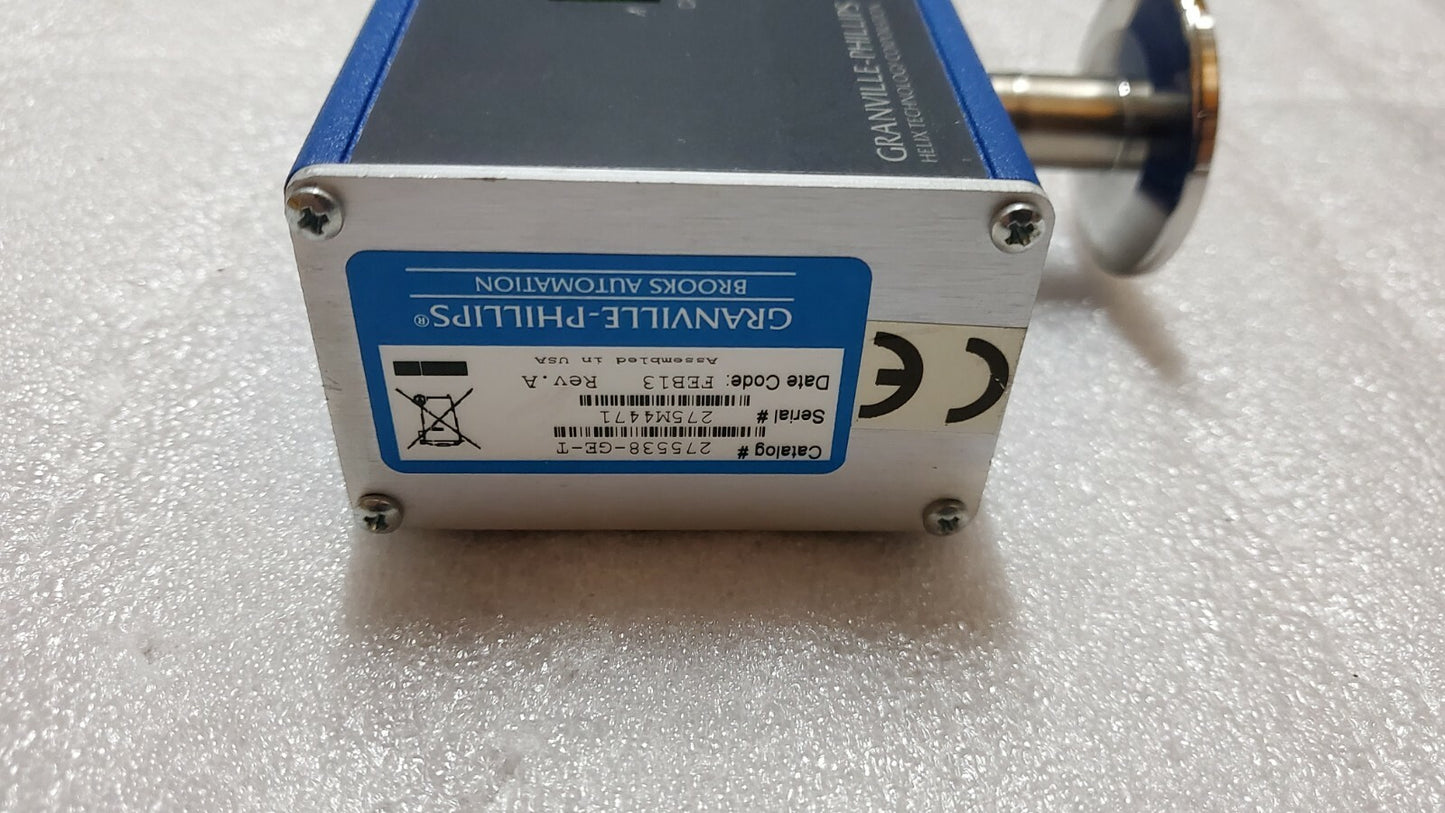 GRANVILLE-PHILLIPS
HELIX TECHNOLOGY CORPORATION
GRANVILLE-PHILLIPS®
BROOKS AUTOMATION
Catalog # 275538-GE-T
Serial # 275M4471
Date Code: FEB13 Rev.A
Assembled in USA
CE